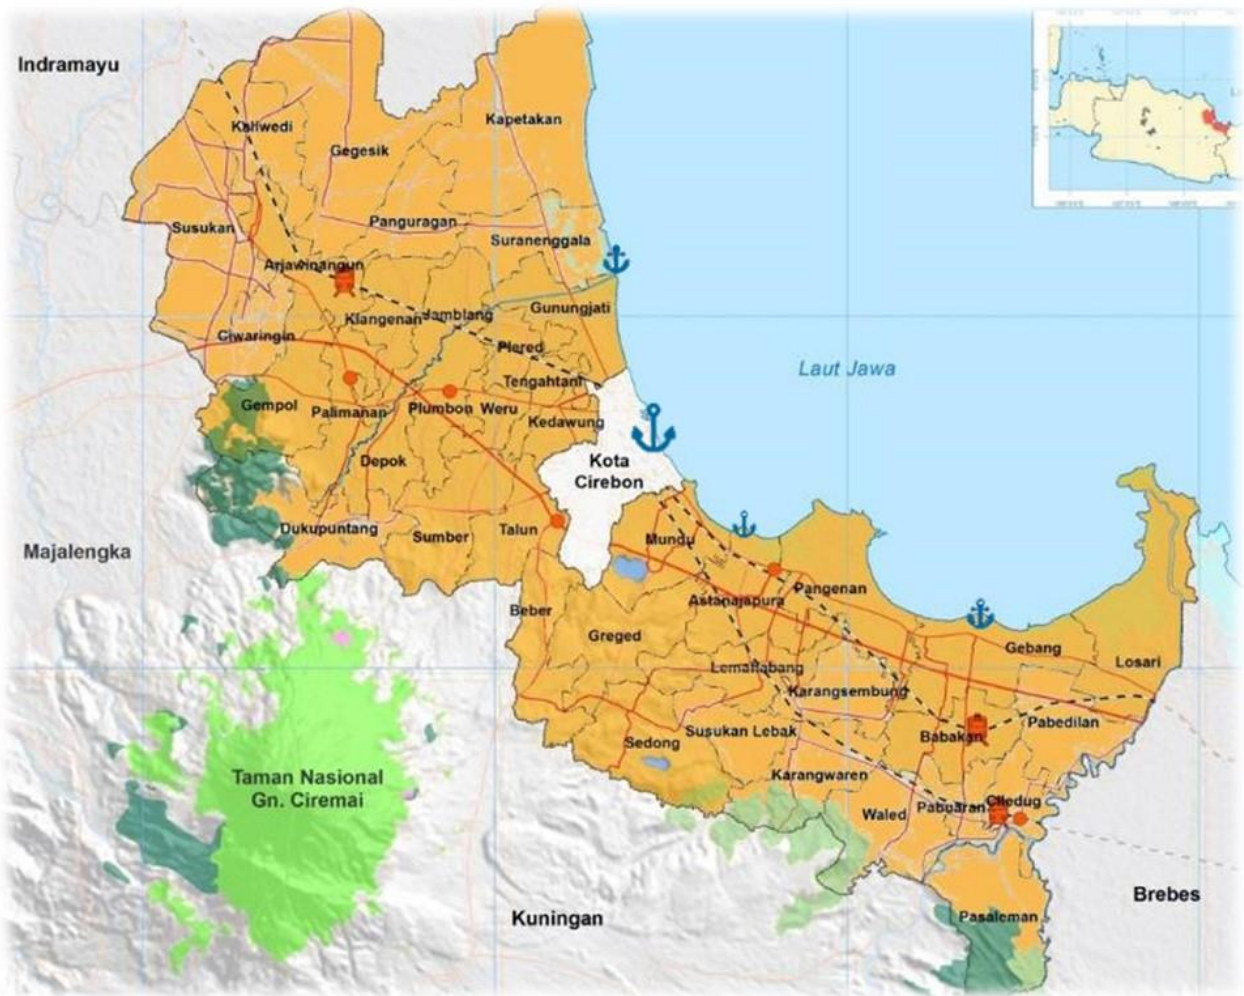 Indramayu
Kaliwedi
Kapetakan
Gegesik
Susukan
Panguragan
Suranenggala
Arjawinangun
Gunungjati
Klangenan
Jamblang
Ciwaringin
Plered
Laut Jawa
Tengahtani
Gempol
Palimanan
Plumbon
Weru
Kedawung
Depok
Kota
Cirebon
Dukupuntang
Sumber
Talun
Mundu
Majalengka
Pangenan
Astanajapura
Beber
Greged
Gebang
Losari
Lemahabang
Karangsembung
Pabedilan
Susukan Lebak
Babakan
Sedong
Taman Nasional
Gn. Ciremai
Karangwaren
Pabuaran
Ciledug
Waled
Brebes
Kuningan
Pasaleman